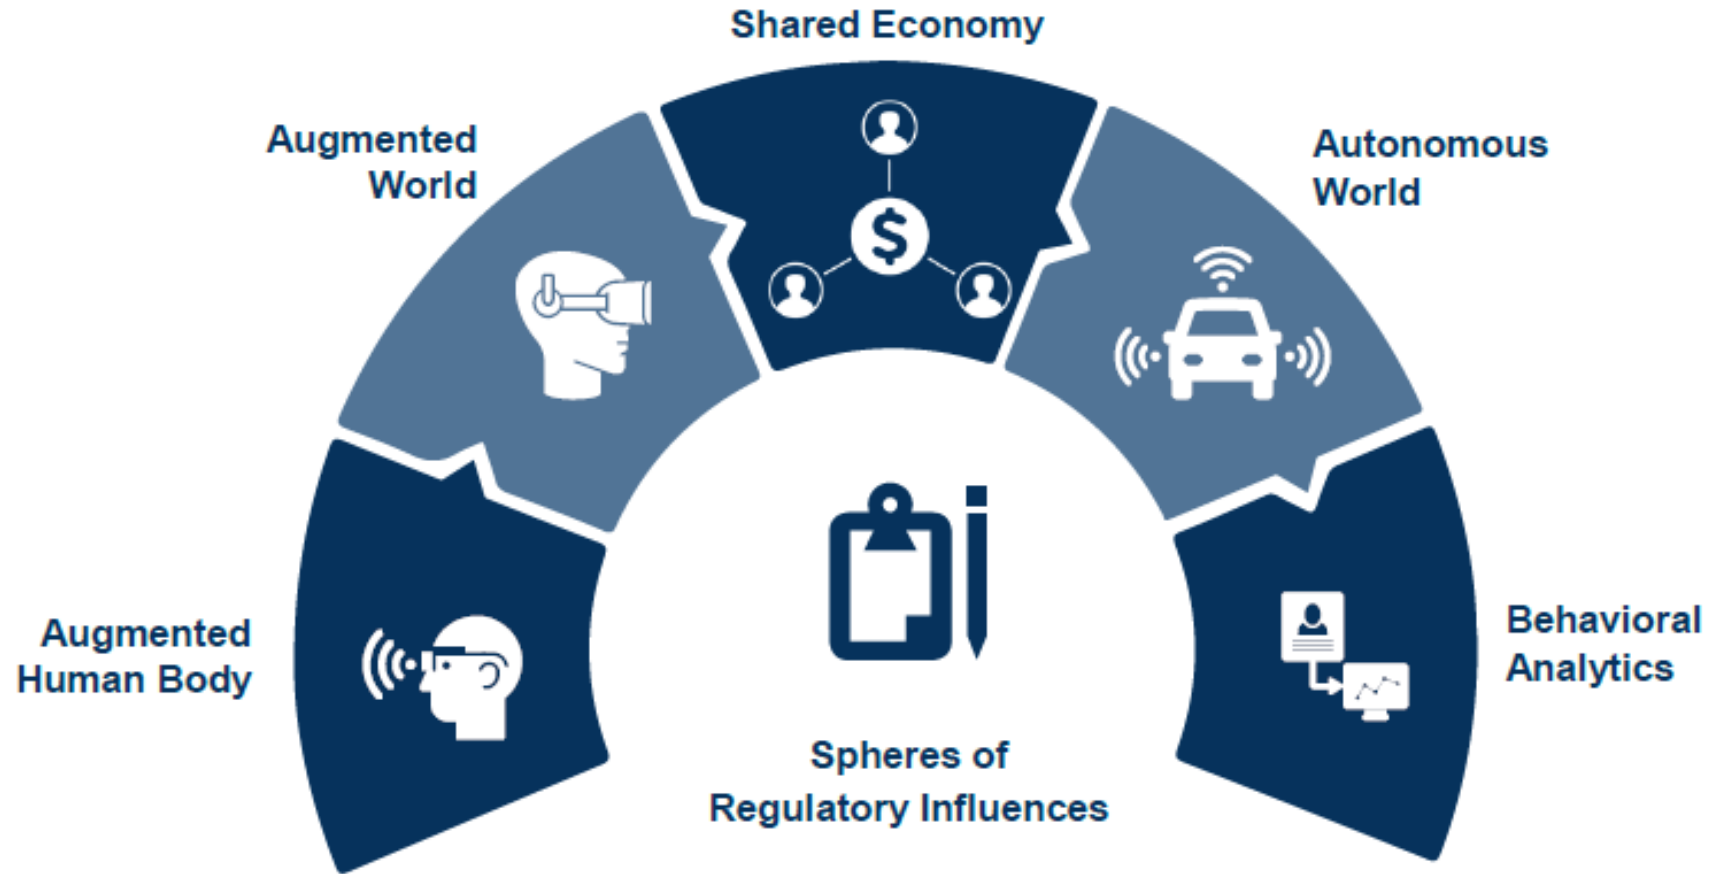 Shared Economy
Augmented
World
Autonomous
World
$
Augmented
Human Body
Behavioral
Analytics
Spheres of
Regulatory Influences